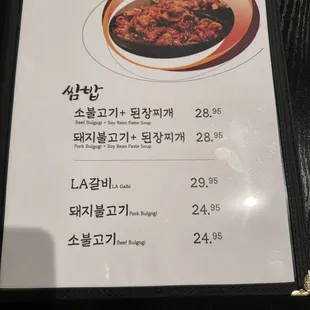 쌈밥
소불고기+ 된장찌개 28.95
Beef Bulgogi + Soy Bean Paste Soup
돼지불고기+ 된장찌개 28.95
Pork Bulgogi + Soy Bean Paste Soup
LA갈비 LA Galbi 29.95
돼지불고기 Pork Bulgogi 24.95
소불고기 Beef Bulgogi 24.95